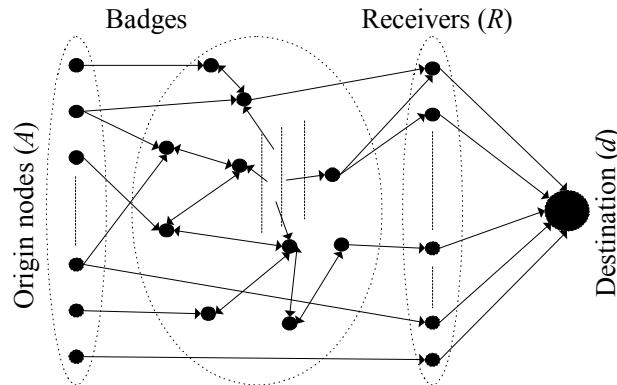 Badges
Receivers (R)
Origin nodes (A)
Destination (d)